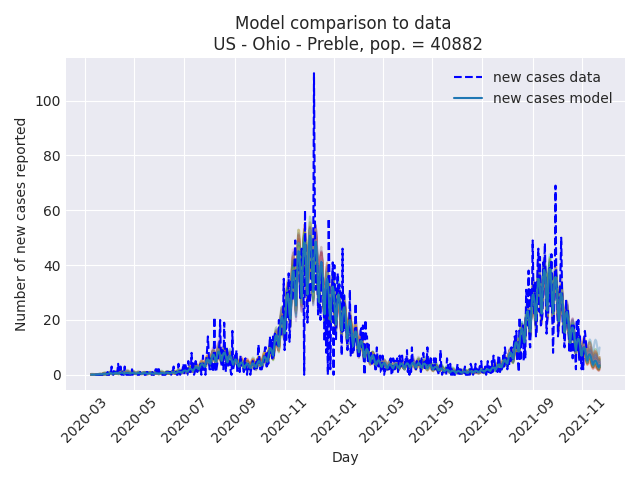 Model comparison to data
US - Ohio - Preble, pop. = 40882
new cases data
new cases model
Number of new cases reported
100
80
60
40
20
0
2020-03
2020-05
2020-07
2020-09
2020-11
2021-01
2021-03
2021-05
2021-07
2021-09
2021-11
Day